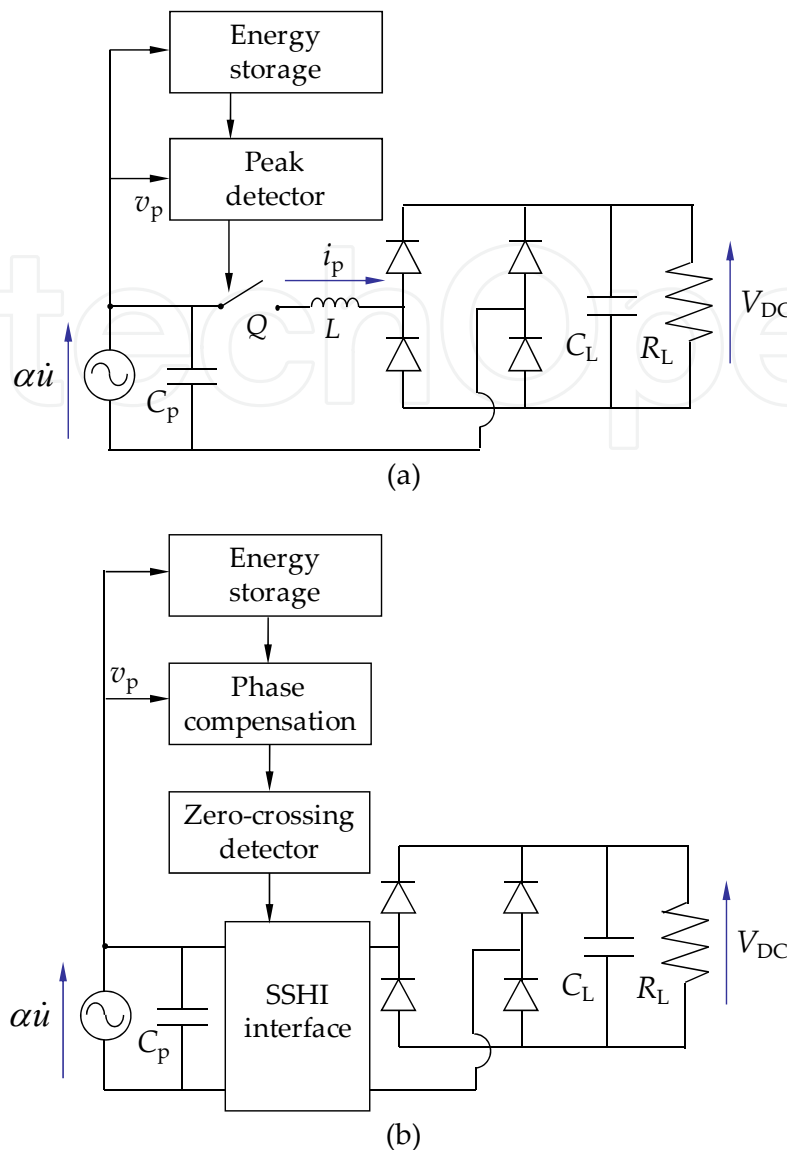 Energy
storage
Peak
detector
v_p
i_p
Q
L
C_L
R_L
V_DC
αu̇
C_p
(a)
Energy
storage
v_p
Phase
compensation
Zero-crossing
detector
SSHI
interface
C_L
R_L
V_DC
αu̇
C_p
(b)